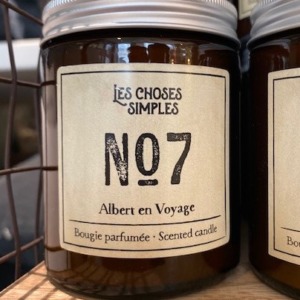 LES CHOSES
SIMPLES
No7
Albert en Voyage
Bougie parfumée · Scented candle